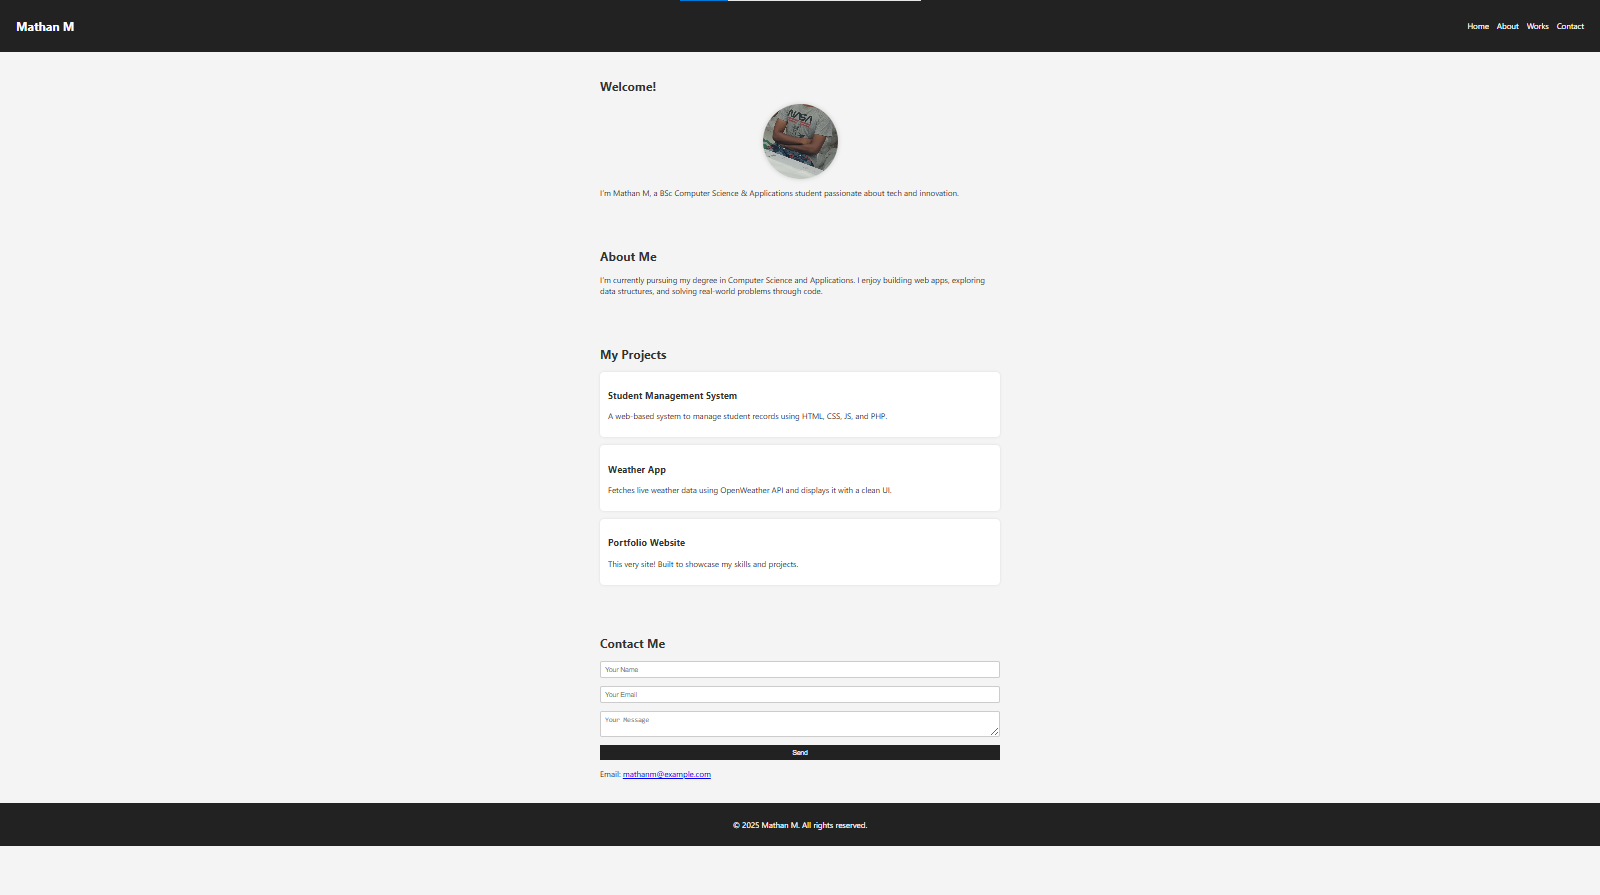 Mathan M
Home About Works Contact
Welcome!
NASA
I'm Mathan M, a BSc Computer Science & Applications student passionate about tech and innovation.
About Me
I'm currently pursuing my degree in Computer Science and Applications. I enjoy building web apps, exploring
data structures, and solving real-world problems through code.
My Projects
Student Management System
A web-based system to manage student records using HTML, CSS, JS, and PHP.
Weather App
Fetches live weather data using OpenWeather API and displays it with a clean UI.
Portfolio Website
This very site! Built to showcase my skills and projects.
Contact Me
Your Name
Your Email
Your Message
Send
Email: mathanm@example.com
© 2025 Mathan M. All rights reserved.